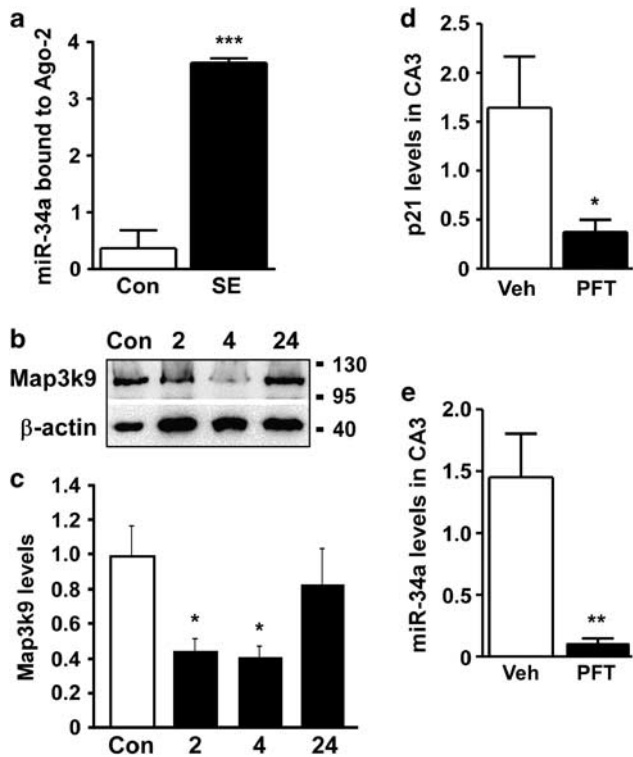 a
miR-34a bound to Ago-2
4
3
2
1
0
***
Con SE
b
Con 2 4 24
Map3k9
130
95
β-actin
40
c
Map3k9 levels
1.4
1.2
1.0
0.8
0.6
0.4
0.2
0
* *
Con 2 4 24
d
p21 levels in CA3
2.5
2.0
1.5
1.0
0.5
0
*
Veh PFT
e
miR-34a levels in CA3
2.0
1.5
1.0
0.5
0
**
Veh PFT